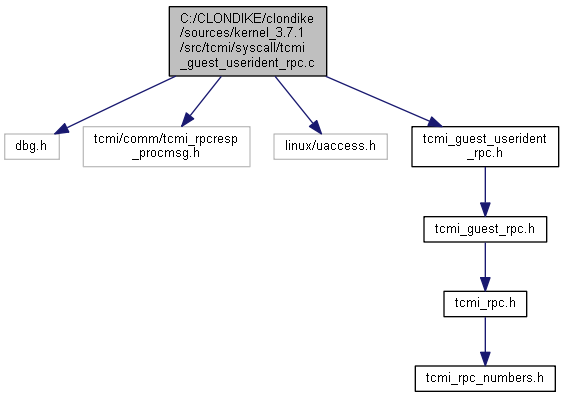 C:/CLONDIKE/clondike
/sources/kernel_3.7.1
/src/tcmi/syscall/tcmi
_guest_userident_rpc.c
dbg.h
tcmi/comm/tcmi_rpcresp
_procmsg.h
linux/uaccess.h
tcmi_guest_userident
_rpc.h
tcmi_guest_rpc.h
tcmi_rpc.h
tcmi_rpc_numbers.h